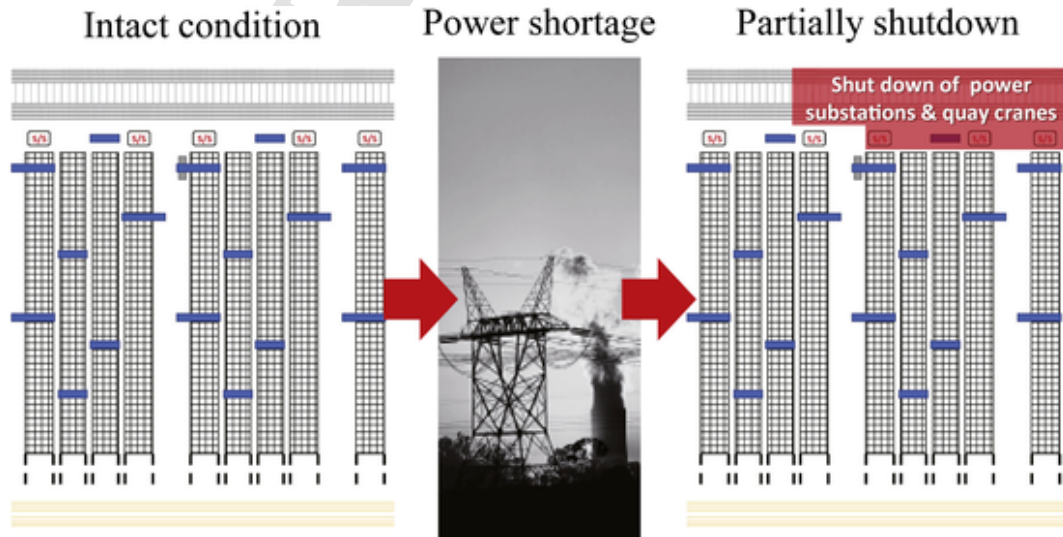 Intact condition
Power shortage
Partially shutdown
Shut down of power
substations & quay cranes
S/S
S/S
S/S
S/S
S/S
S/S
S/S
S/S
S/S
S/S